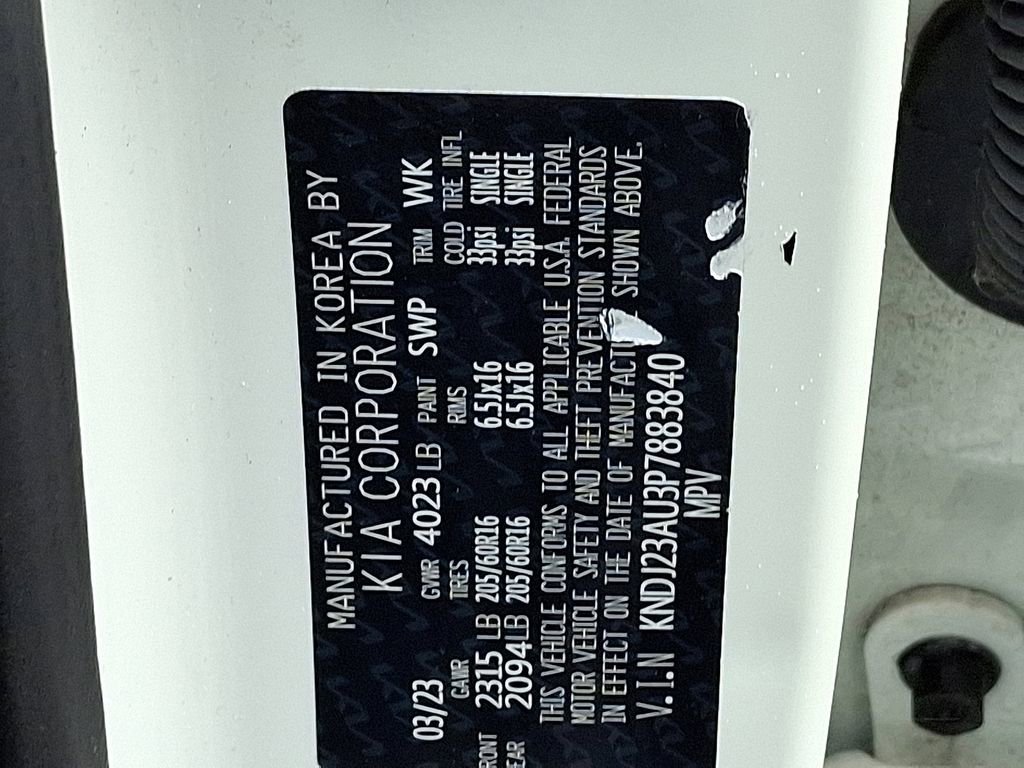 MANUFACTURED IN KOREA BY
KIA CORPORATION
03/23 GVWR 4023 LB PAINT SWP TRIM WK
GAWR TIRES RIMS COLD TIRE INFL
RONT 2315 LB 205/60R16 6.5Jx16 33psi SINGLE
EAR 2094LB 205/60R16 6.5Jx16 33psi SINGLE
THIS VEHICLE CONFORMS TO ALL APPLICABLE U.S.A. FEDERAL
MOTOR VEHICLE SAFETY AND THEFT PREVENTION STANDARDS
IN EFFECT ON THE DATE OF MANUFACTU SHOWN ABOVE.
V.I.N KNDJ23AU3P7883840
MPV